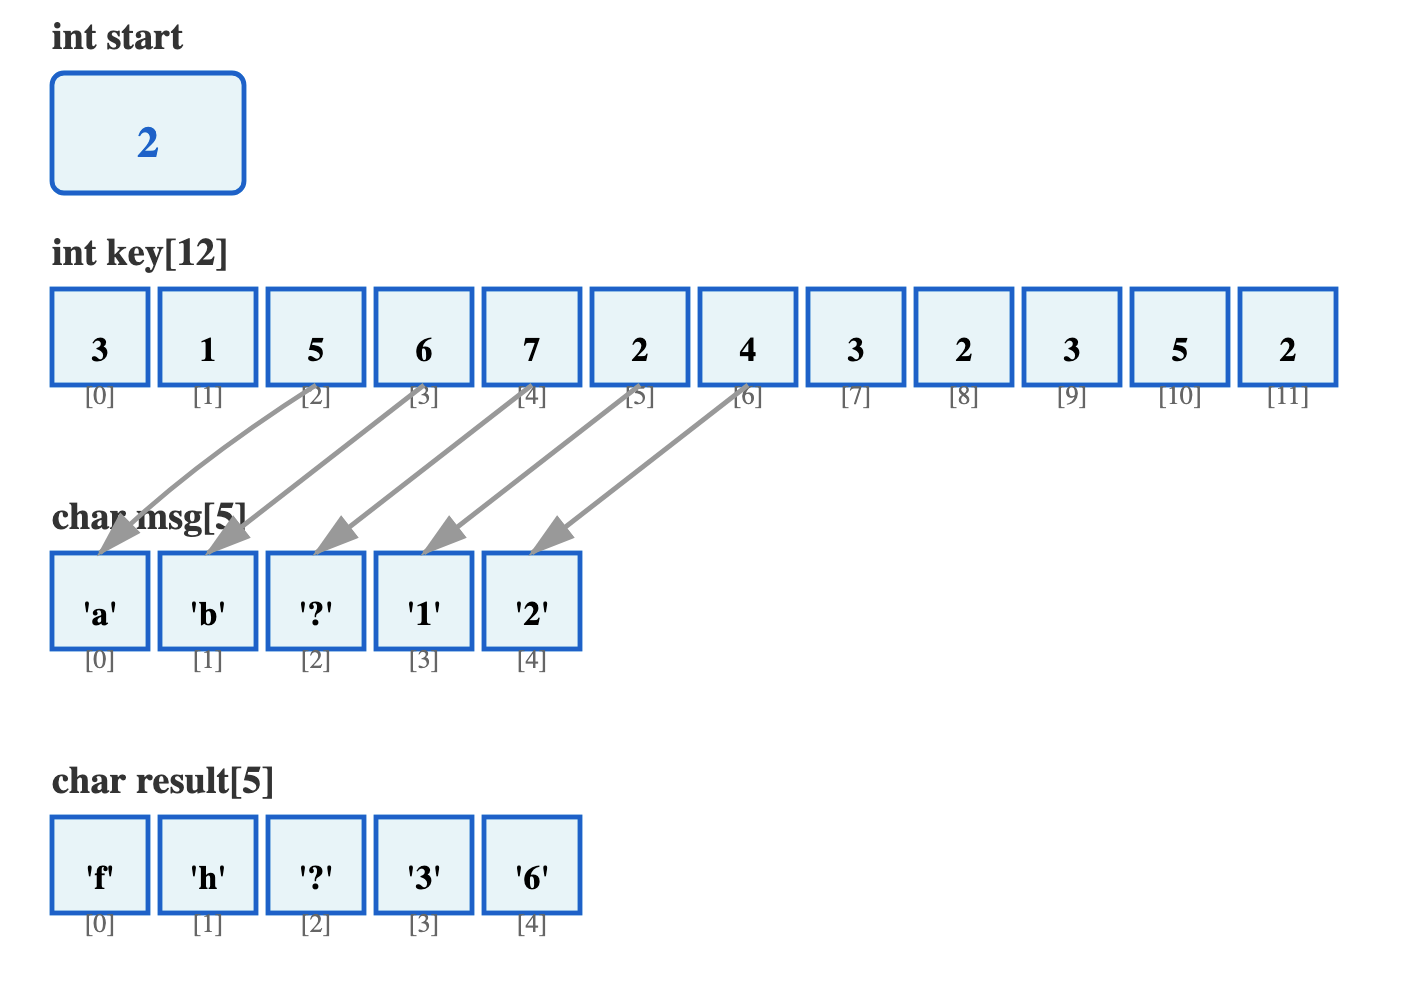 int start
2
int key[12]
3 1 5 6 7 2 4 3 2 3 5 2
[0] [1] [2] [3] [4] [5] [6] [7] [8] [9] [10] [11]
char msg[5]
'a' 'b' '?' '1' '2'
[0] [1] [2] [3] [4]
char result[5]
'f' 'h' '?' '3' '6'
[0] [1] [2] [3] [4]